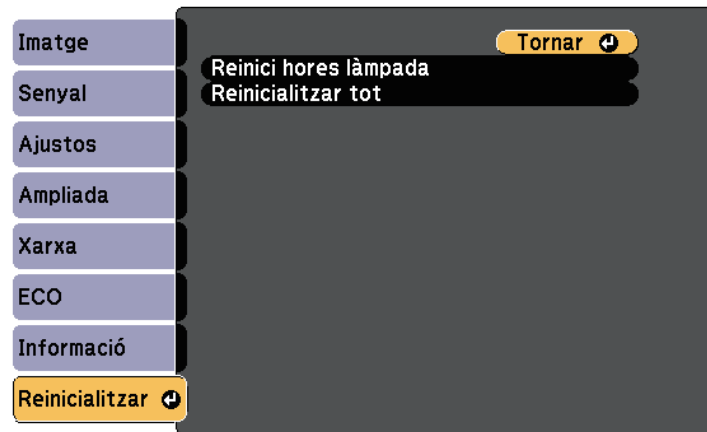 Imatge
Senyal
Ajustos
Ampliada
Xarxa
ECO
Informació
Reinicialitzar
Tornar
Reinici hores làmpada
Reinicialitzar tot